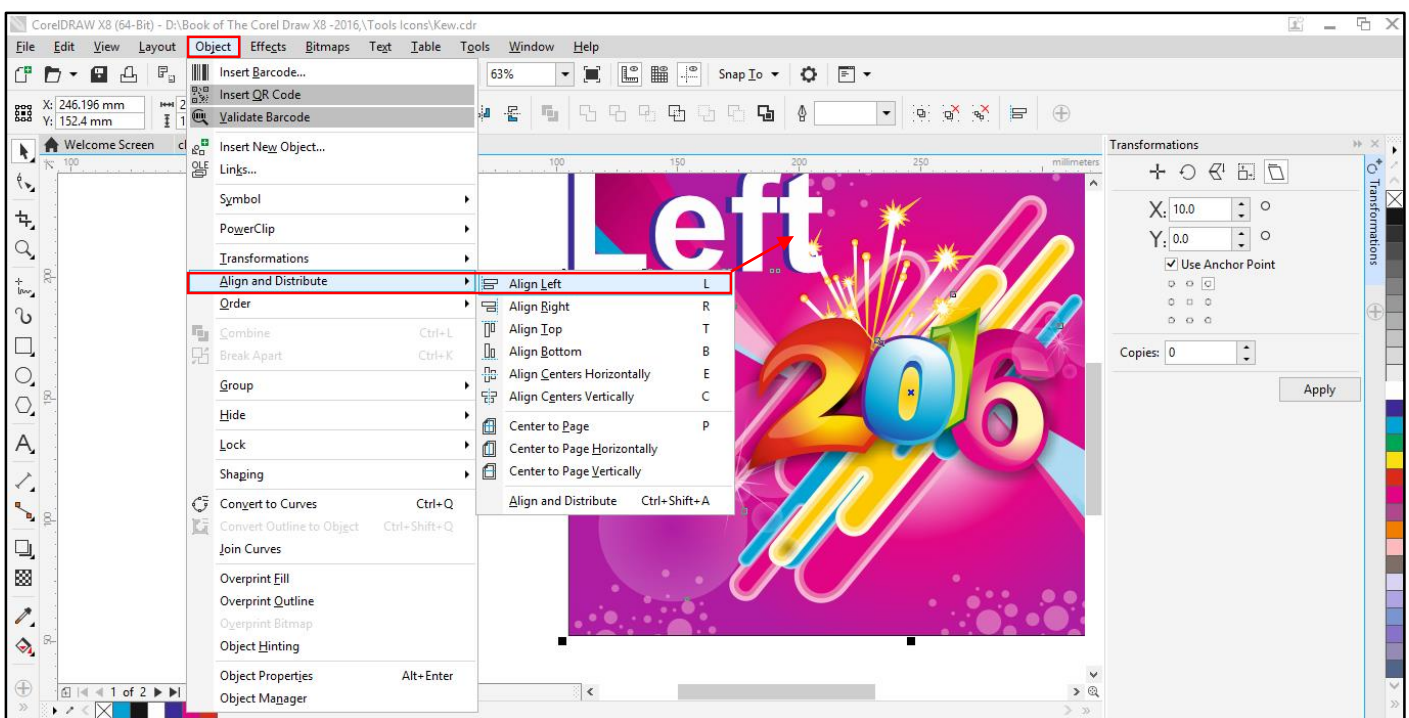 CorelDRAW X8 (64-Bit) - D:\Book of The Corel Draw X8 -2016,\Tools Icons\Kew.cdr
File Edit View Layout Object Effects Bitmaps Text Table Tools Window Help
63% Snap To
X: 246.196 mm
Y: 152.4 mm
Welcome Screen
100 100 150 200 250 millimeters
Insert Barcode...
Insert QR Code
Validate Barcode
Insert New Object...
OLE Links...
Symbol
PowerClip
Transformations
Align and Distribute
Order
Combine Ctrl+L
Break Apart Ctrl+K
Group
Hide
Lock
Shaping
Convert to Curves Ctrl+Q
Convert Outline to Object Ctrl+Shift+Q
Join Curves
Overprint Fill
Overprint Outline
Overprint Bitmap
Object Hinting
Object Properties Alt+Enter
Object Manager
Align Left L
Align Right R
Align Top T
Align Bottom B
Align Centers Horizontally E
Align Centers Vertically C
Center to Page P
Center to Page Horizontally
Center to Page Vertically
Align and Distribute Ctrl+Shift+A
Left
2016
Transformations
X: 10.0
Y: 0.0
Use Anchor Point
Copies: 0
Apply
Transformations
1 of 2